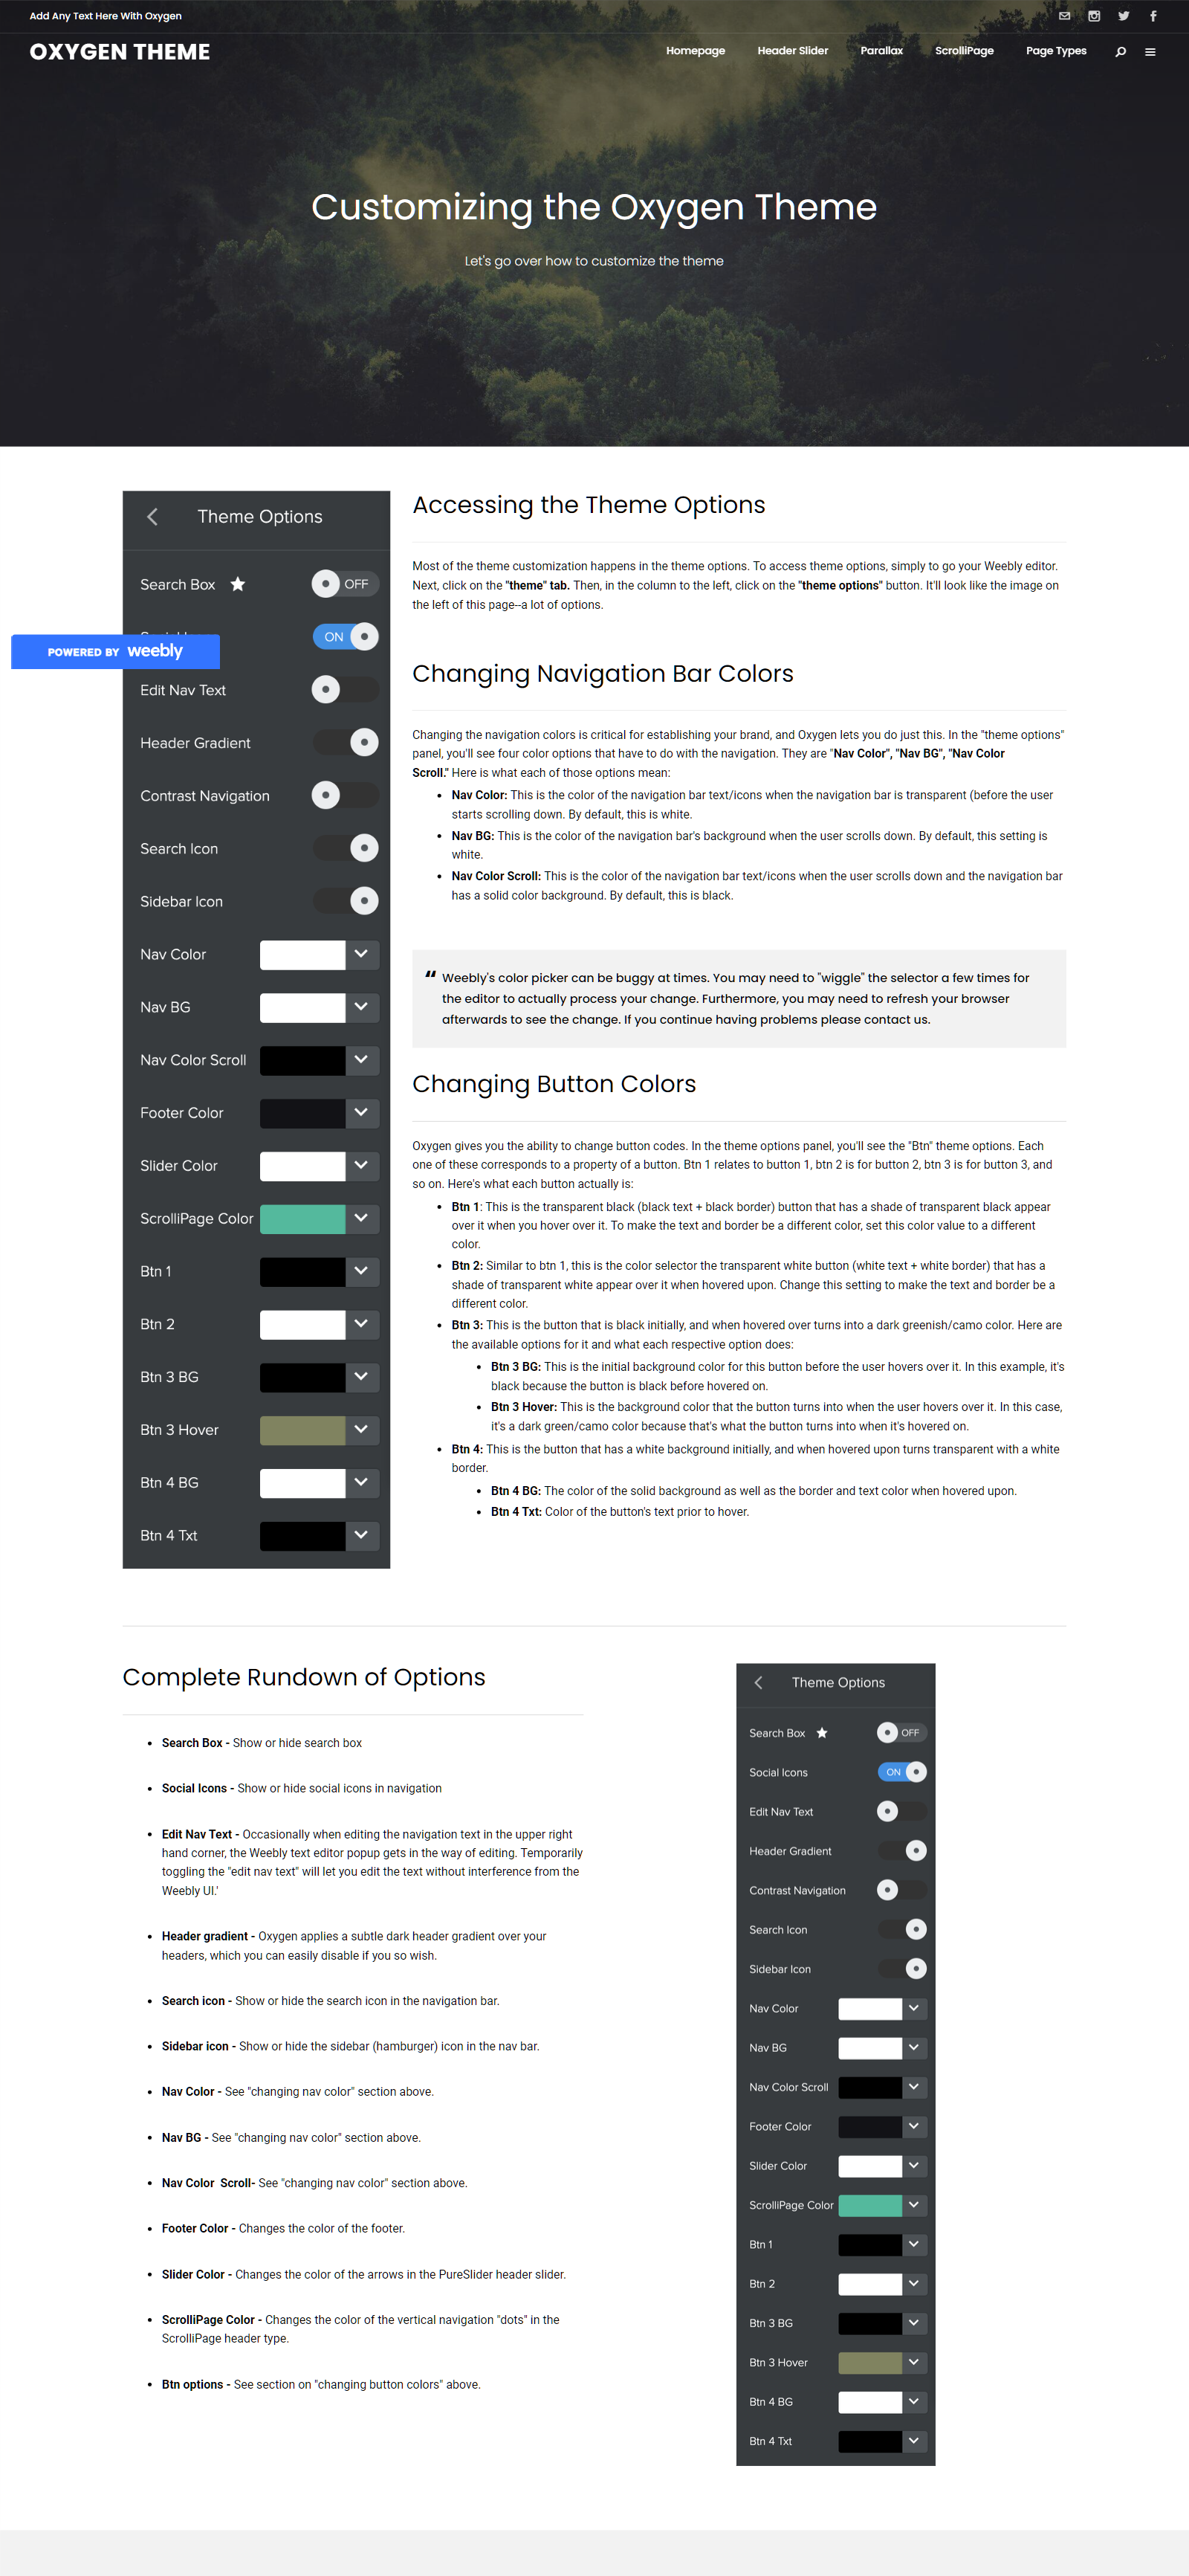 Add Any Text Here With Oxygen
OXYGEN THEME
Homepage
Header Slider
Parallax
ScrolliPage
Page Types
Customizing the Oxygen Theme
Let's go over how to customize the theme
Theme Options
Search Box
OFF
ON
POWERED BY weebly
Edit Nav Text
Header Gradient
Contrast Navigation
Search Icon
Sidebar Icon
Nav Color
Nav BG
Nav Color Scroll
Footer Color
Slider Color
ScrolliPage Color
Btn 1
Btn 2
Btn 3 BG
Btn 3 Hover
Btn 4 BG
Btn 4 Txt
Accessing the Theme Options
Most of the theme customization happens in the theme options. To access theme options, simply to go your Weebly editor.
Next, click on the "theme" tab. Then, in the column to the left, click on the "theme options" button. It'll look like the image on
the left of this page--a lot of options.
Changing Navigation Bar Colors
Changing the navigation colors is critical for establishing your brand, and Oxygen lets you do just this. In the "theme options"
panel, you'll see four color options that have to do with the navigation. They are "Nav Color", "Nav BG", "Nav Color
Scroll." Here is what each of those options mean:
• Nav Color: This is the color of the navigation bar text/icons when the navigation bar is transparent (before the user
starts scrolling down. By default, this is white.
• Nav BG: This is the color of the navigation bar's background when the user scrolls down. By default, this setting is
white.
• Nav Color Scroll: This is the color of the navigation bar text/icons when the user scrolls down and the navigation bar
has a solid color background. By default, this is black.
“ Weebly's color picker can be buggy at times. You may need to "wiggle" the selector a few times for
the editor to actually process your change. Furthermore, you may need to refresh your browser
afterwards to see the change. If you continue having problems please contact us.
Changing Button Colors
Oxygen gives you the ability to change button codes. In the theme options panel, you'll see the "Btn" theme options. Each
one of these corresponds to a property of a button. Btn 1 relates to button 1, btn 2 is for button 2, btn 3 is for button 3, and
so on. Here's what each button actually is:
• Btn 1: This is the transparent black (black text + black border) button that has a shade of transparent black appear
over it when you hover over it. To make the text and border be a different color, set this color value to a different
color.
• Btn 2: Similar to btn 1, this is the color selector the transparent white button (white text + white border) that has a
shade of transparent white appear over it when hovered upon. Change this setting to make the text and border be a
different color.
• Btn 3: This is the button that is black initially, and when hovered over turns into a dark greenish/camo color. Here are
the available options for it and what each respective option does:
• Btn 3 BG: This is the initial background color for this button before the user hovers over it. In this example, it's
black because the button is black before hovered on.
• Btn 3 Hover: This is the background color that the button turns into when the user hovers over it. In this case,
it's a dark green/camo color because that's what the button turns into when it's hovered on.
• Btn 4: This is the button that has a white background initially, and when hovered upon turns transparent with a white
border.
• Btn 4 BG: The color of the solid background as well as the border and text color when hovered upon.
• Btn 4 Txt: Color of the button's text prior to hover.
Complete Rundown of Options
• Search Box - Show or hide search box
• Social Icons - Show or hide social icons in navigation
• Edit Nav Text - Occasionally when editing the navigation text in the upper right
hand corner, the Weebly text editor popup gets in the way of editing. Temporarily
toggling the "edit nav text" will let you edit the text without interference from the
Weebly UI.'
• Header gradient - Oxygen applies a subtle dark header gradient over your
headers, which you can easily disable if you so wish.
• Search icon - Show or hide the search icon in the navigation bar.
• Sidebar icon - Show or hide the sidebar (hamburger) icon in the nav bar.
• Nav Color - See "changing nav color" section above.
• Nav BG - See "changing nav color" section above.
• Nav Color  Scroll- See "changing nav color" section above.
• Footer Color - Changes the color of the footer.
• Slider Color - Changes the color of the arrows in the PureSlider header slider.
• ScrolliPage Color - Changes the color of the vertical navigation "dots" in the
ScrolliPage header type.
• Btn options - See section on "changing button colors" above.
Theme Options
Search Box
OFF
Social Icons
ON
Edit Nav Text
Header Gradient
Contrast Navigation
Search Icon
Sidebar Icon
Nav Color
Nav BG
Nav Color Scroll
Footer Color
Slider Color
ScrolliPage Color
Btn 1
Btn 2
Btn 3 BG
Btn 3 Hover
Btn 4 BG
Btn 4 Txt